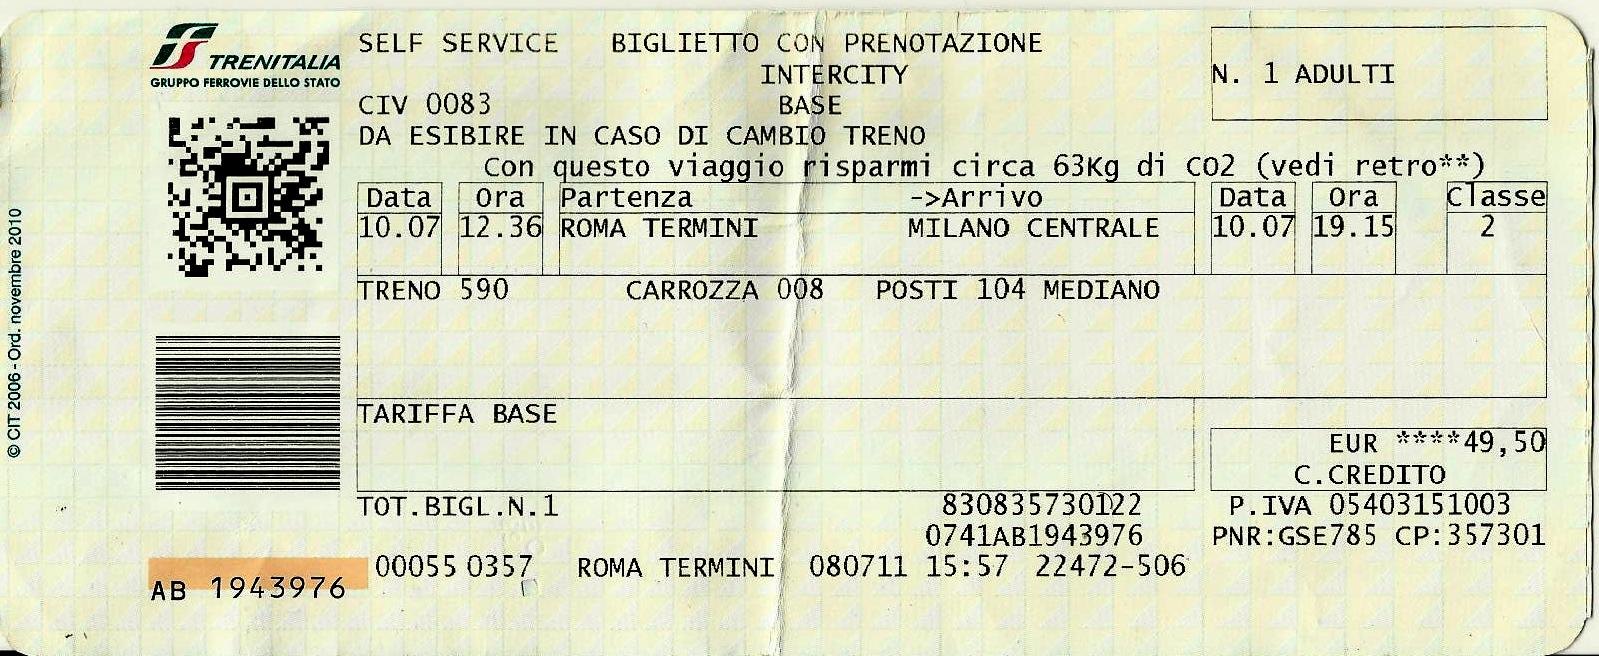 TRENITALIA
GRUPPO FERROVIE DELLO STATO
SELF SERVICE BIGLIETTO CON PRENOTAZIONE
INTERCITY
N. 1 ADULTI
CIV 0083 BASE
DA ESIBIRE IN CASO DI CAMBIO TRENO
Con questo viaggio risparmi circa 63Kg di CO2 (vedi retro**)
Data Ora Partenza ->Arrivo Data Ora Classe
10.07 12.36 ROMA TERMINI MILANO CENTRALE 10.07 19.15 2
TRENO 590 CARROZZA 008 POSTI 104 MEDIANO
TARIFFA BASE
EUR ****49,50
C.CREDITO
TOT.BIGL.N.1 830835730122 P.IVA 05403151003
0741AB1943976 PNR:GSE785 CP:357301
00055 0357 ROMA TERMINI 080711 15:57 22472-506
AB 1943976
© CIT 2006 - Ord. novembre 2010